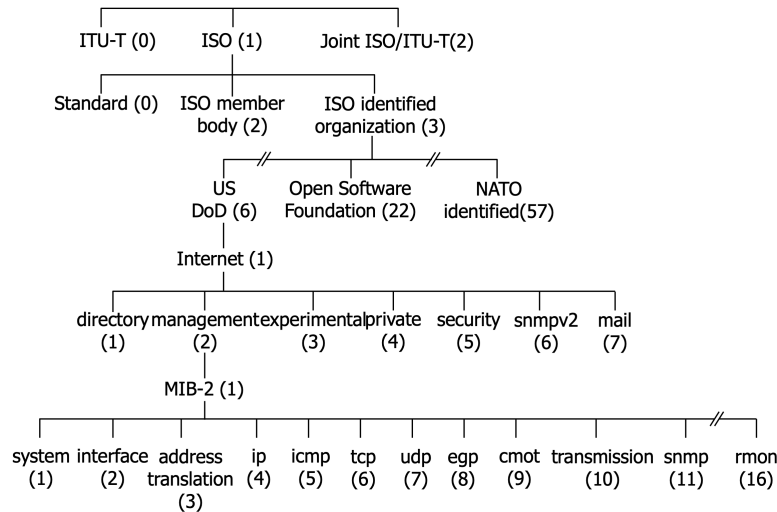 ITU-T (0) ISO (1) Joint ISO/ITU-T(2)
Standard (0) ISO member ISO identified
body (2) organization (3)
US Open Software NATO
DoD (6) Foundation (22) identified(57)
Internet (1)
directory management experimental private security snmpv2 mail
(1) (2) (3) (4) (5) (6) (7)
MIB-2 (1)
system interface address ip icmp tcp udp egp cmot transmission snmp rmon
(1) (2) translation (4) (5) (6) (7) (8) (9) (10) (11) (16)
(3)